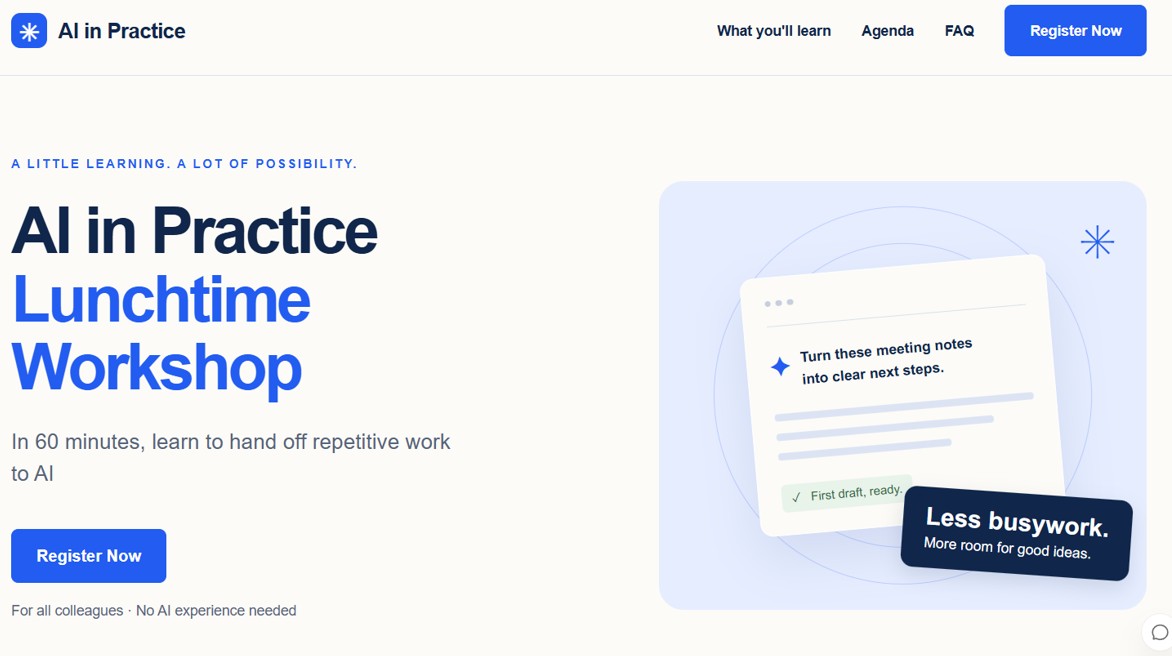 AI in Practice
What you'll learn
Agenda
FAQ
Register Now
A LITTLE LEARNING. A LOT OF POSSIBILITY.
AI in Practice
Lunchtime
Workshop
In 60 minutes, learn to hand off repetitive work
to AI
Register Now
For all colleagues · No AI experience needed
Turn these meeting notes
into clear next steps.
✓ First draft, ready.
Less busywork.
More room for good ideas.